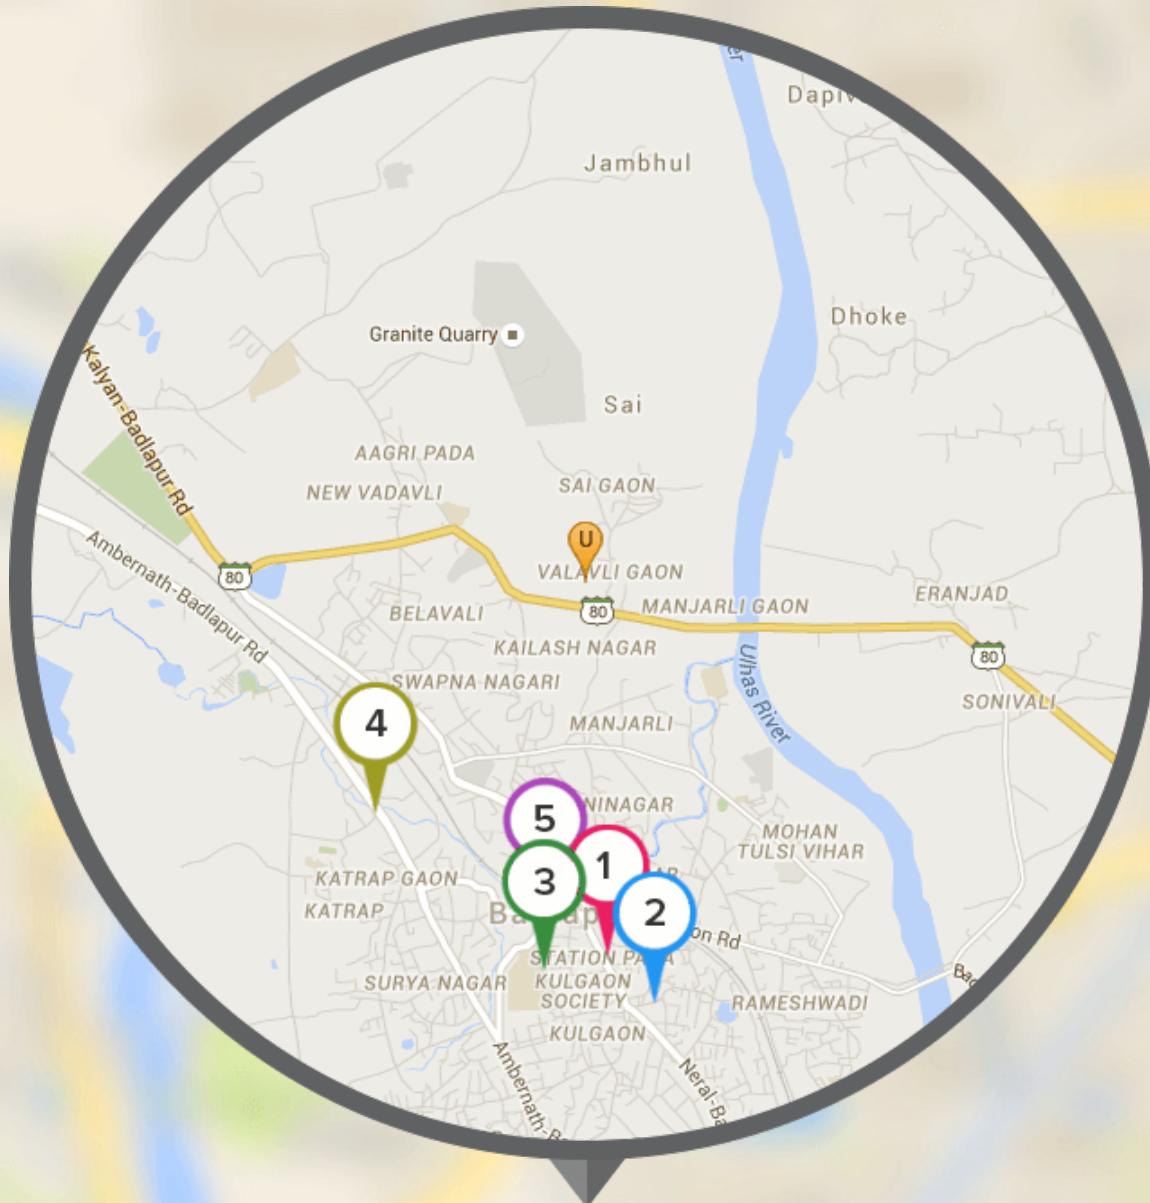 er
Jambhul
Dhoke
Granite Quarry
Sai
Kalyan-Badlapur Rd
AAGRI PADA
NEW VADAVLI
SAI GAON
U
Ambernath-Badlapur Rd
80
VALAVLI GAON
80
MANJARLI GAON
ERANJAD
BELAVALI
KAILASH NAGAR
80
SWAPNA NAGARI
Ulhas River
SONIVALI
4
MANJARLI
5
NINAGAR
MOHAN
TULSI VIHAR
1
3
KATRAP GAON
2
KATRAP
on Rd
STATION PADA
SURYA NAGAR
KULGAON
SOCIETY
RAMESHWADI
KULGAON
Ambernath-B
Neral-Ba